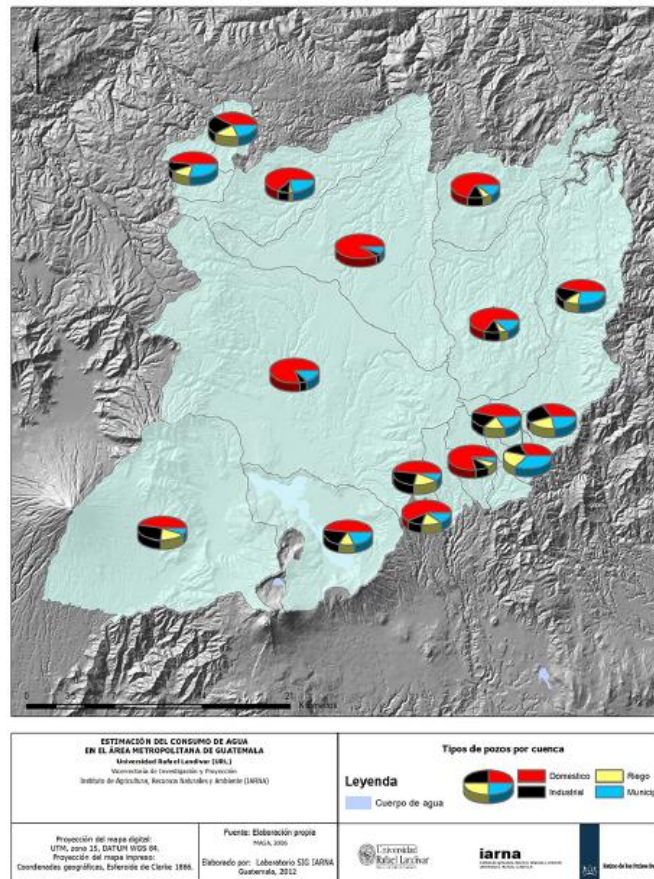 21
ESTIMACIÓN DEL CONSUMO DE AGUA
EN EL ÁREA METROPOLITANA DE GUATEMALA
Universidad Rafael Landívar (URL)
Vicerrectoría de Investigación y Proyección
Instituto de Agricultura, Recursos Naturales y Ambiente (IARNA)
Proyección del mapa digital:
UTM, zona 15, DATUM WGS 84.
Proyección del mapa impreso:
Coordenadas geográficas, Esferoide de Clarke 1866.
Fuente: Elaboración propia
MAGA, 2006
Elaborado por: Laboratorio SIG IARNA
Guatemala, 2012
Tipos de pozos por cuenca
Leyenda
Cuerpo de agua
Domestico
Riego
Industrial
Municip
Universidad
Rafael Landívar
iarna